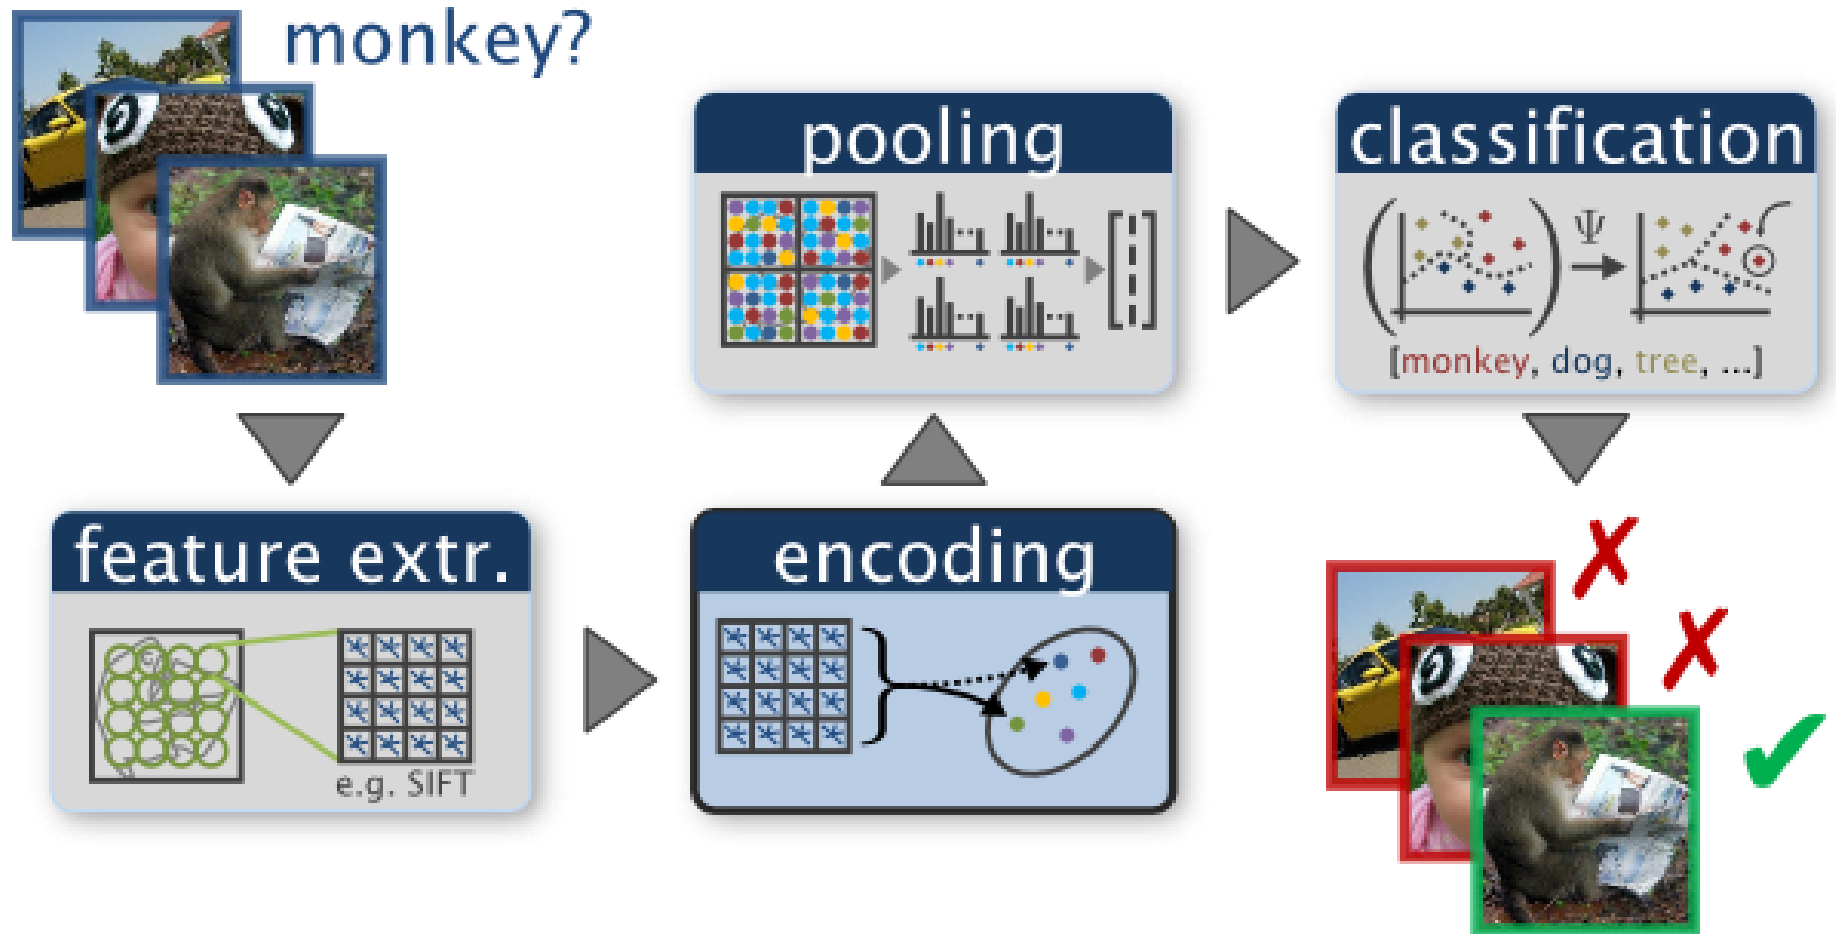 monkey?
feature extr.
e.g. SIFT
encoding
pooling
classification
Ψ
[monkey, dog, tree, ...]